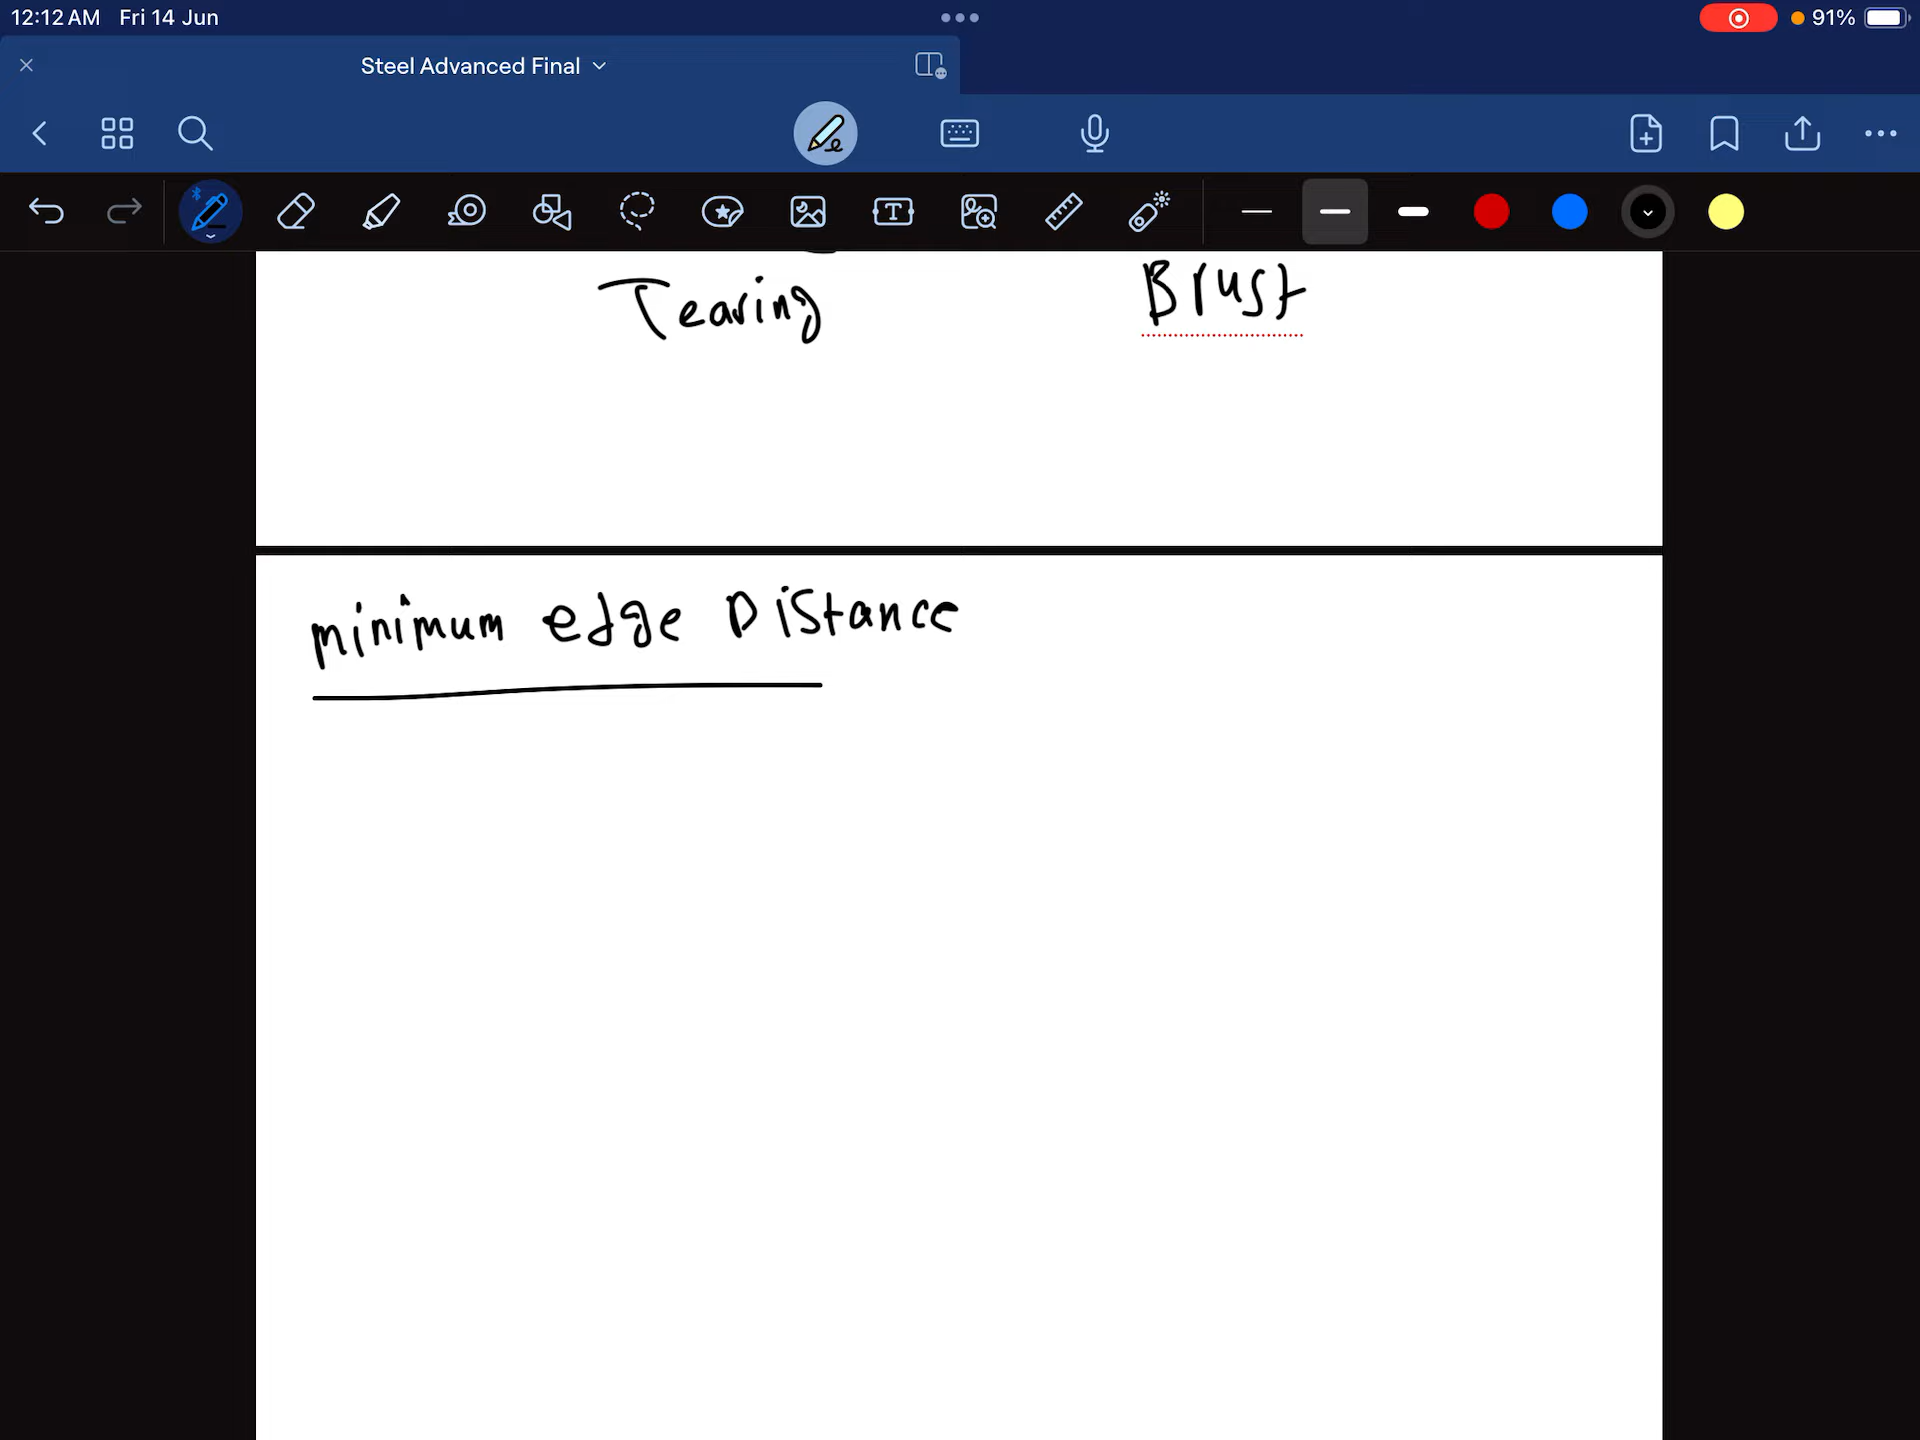 12:12 AM Fri 14 Jun 91%
Steel Advanced Final
Tearing Brust
minimum edge Distance